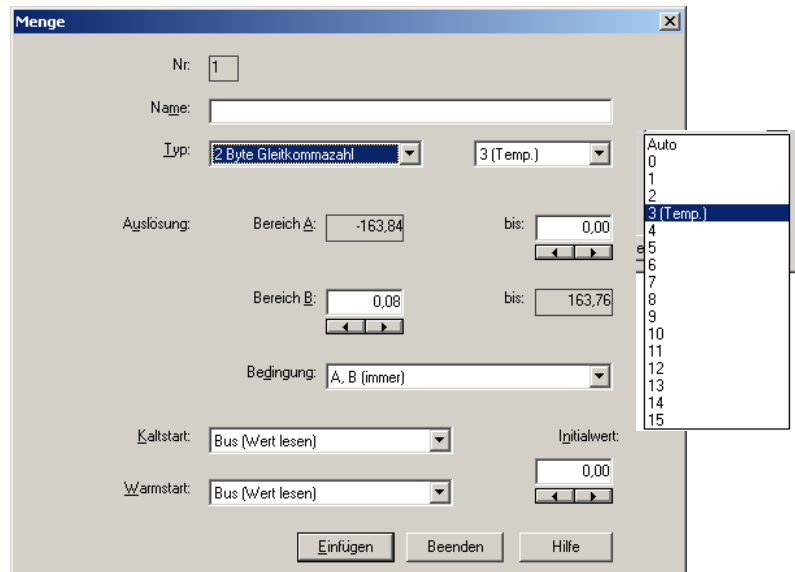 Menge
Nr: 1
Name:
Typ: 2 Byte Gleitkommazahl 3 (Temp.)
Auslösung: Bereich A: -163,84 bis: 0,00
Bereich B: 0,08 bis: 163,76
Bedingung: A, B (immer)
Kaltstart: Bus (Wert lesen) Initialwert:
0,00
Warmstart: Bus (Wert lesen)
Einfügen Beenden Hilfe
Auto
0
1
2
3 (Temp.)
4
5
6
7
8
9
10
11
12
13
14
15